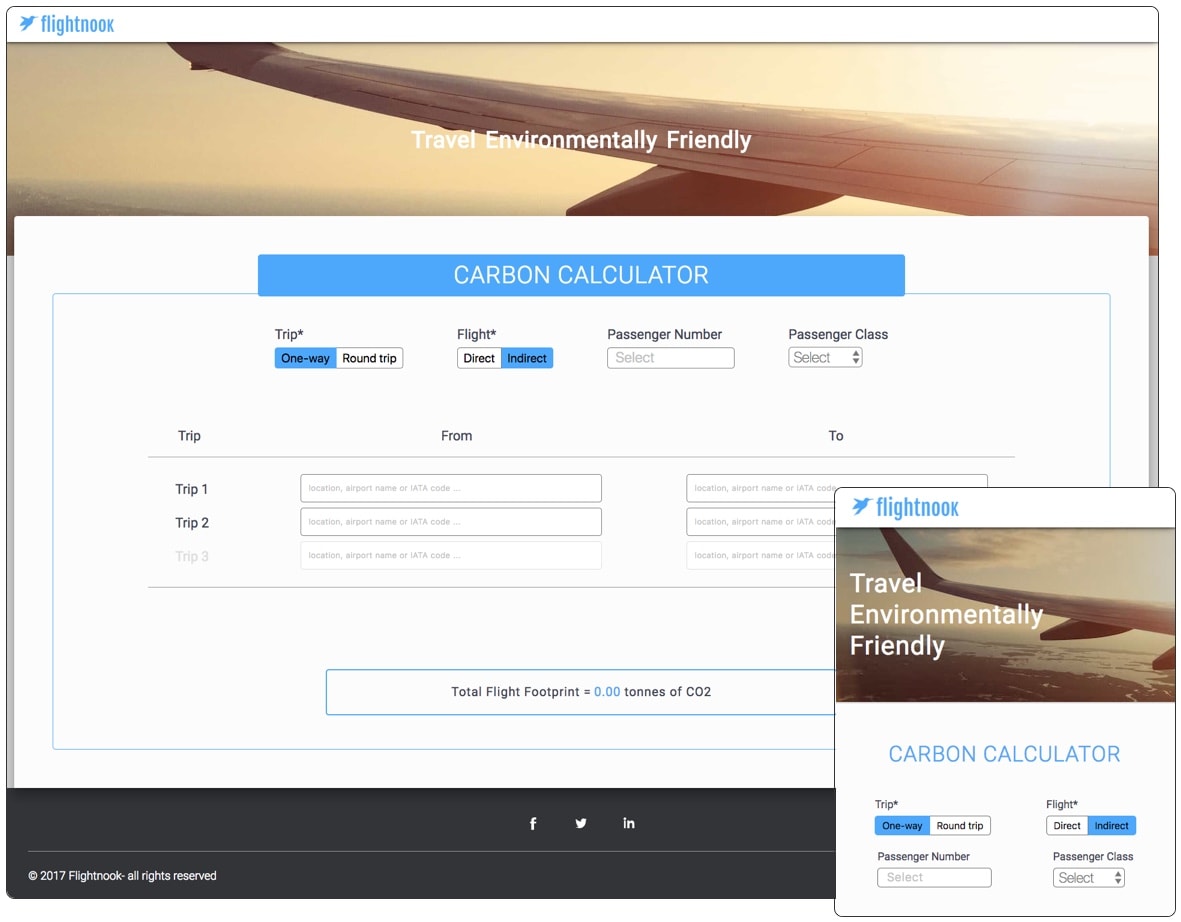 flightnook
Travel Environmentally Friendly
CARBON CALCULATOR
Trip* Flight* Passenger Number Passenger Class
One-way Round trip Direct Indirect Select Select
Trip From To
Trip 1 location, airport name or IATA code ... location, airport name or IATA code
Trip 2 location, airport name or IATA code ... location, airport name or IATA code
Trip 3 location, airport name or IATA code ... location, airport name or IATA code
Total Flight Footprint = 0.00 tonnes of CO2
f in
© 2017 Flightnook- all rights reserved
flightnook
Travel
Environmentally
Friendly
CARBON CALCULATOR
Trip* Flight*
One-way Round trip Direct Indirect
Passenger Number Passenger Class
Select Select